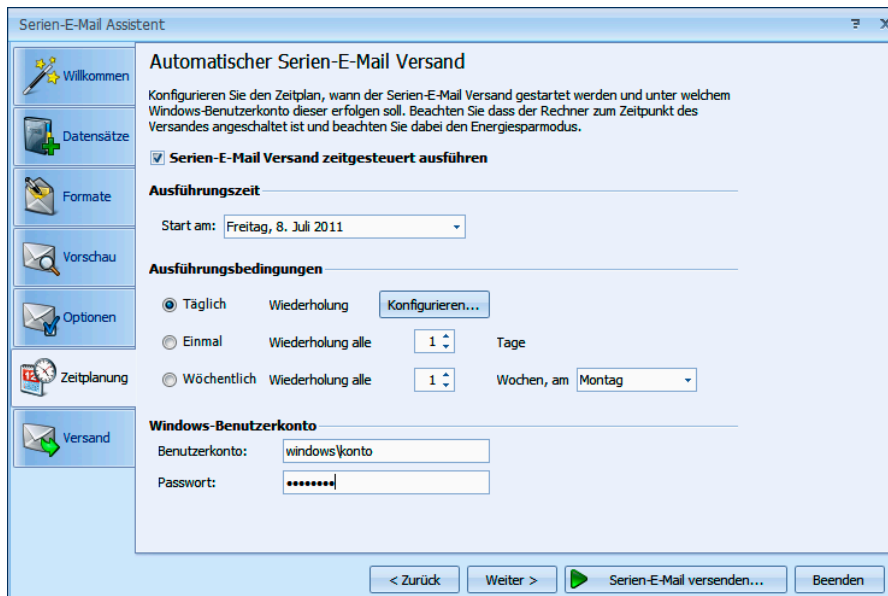 Serien-E-Mail Assistent
Willkommen
Datensätze
Formate
Vorschau
Optionen
Zeitplanung
Versand
Automatischer Serien-E-Mail Versand
Konfigurieren Sie den Zeitplan, wann der Serien-E-Mail Versand gestartet werden und unter welchem
Windows-Benutzerkonto dieser erfolgen soll. Beachten Sie dass der Rechner zum Zeitpunkt des
Versandes angeschaltet ist und beachten Sie dabei den Energiesparmodus.
Serien-E-Mail Versand zeitgesteuert ausführen
Ausführungszeit
Start am: Freitag, 8. Juli 2011
Ausführungsbedingungen
Täglich Wiederholung Konfigurieren...
Einmal Wiederholung alle 1 Tage
Wöchentlich Wiederholung alle 1 Wochen, am Montag
Windows-Benutzerkonto
Benutzerkonto: windows\konto
Passwort: ••••••••
< Zurück Weiter > Serien-E-Mail versenden... Beenden